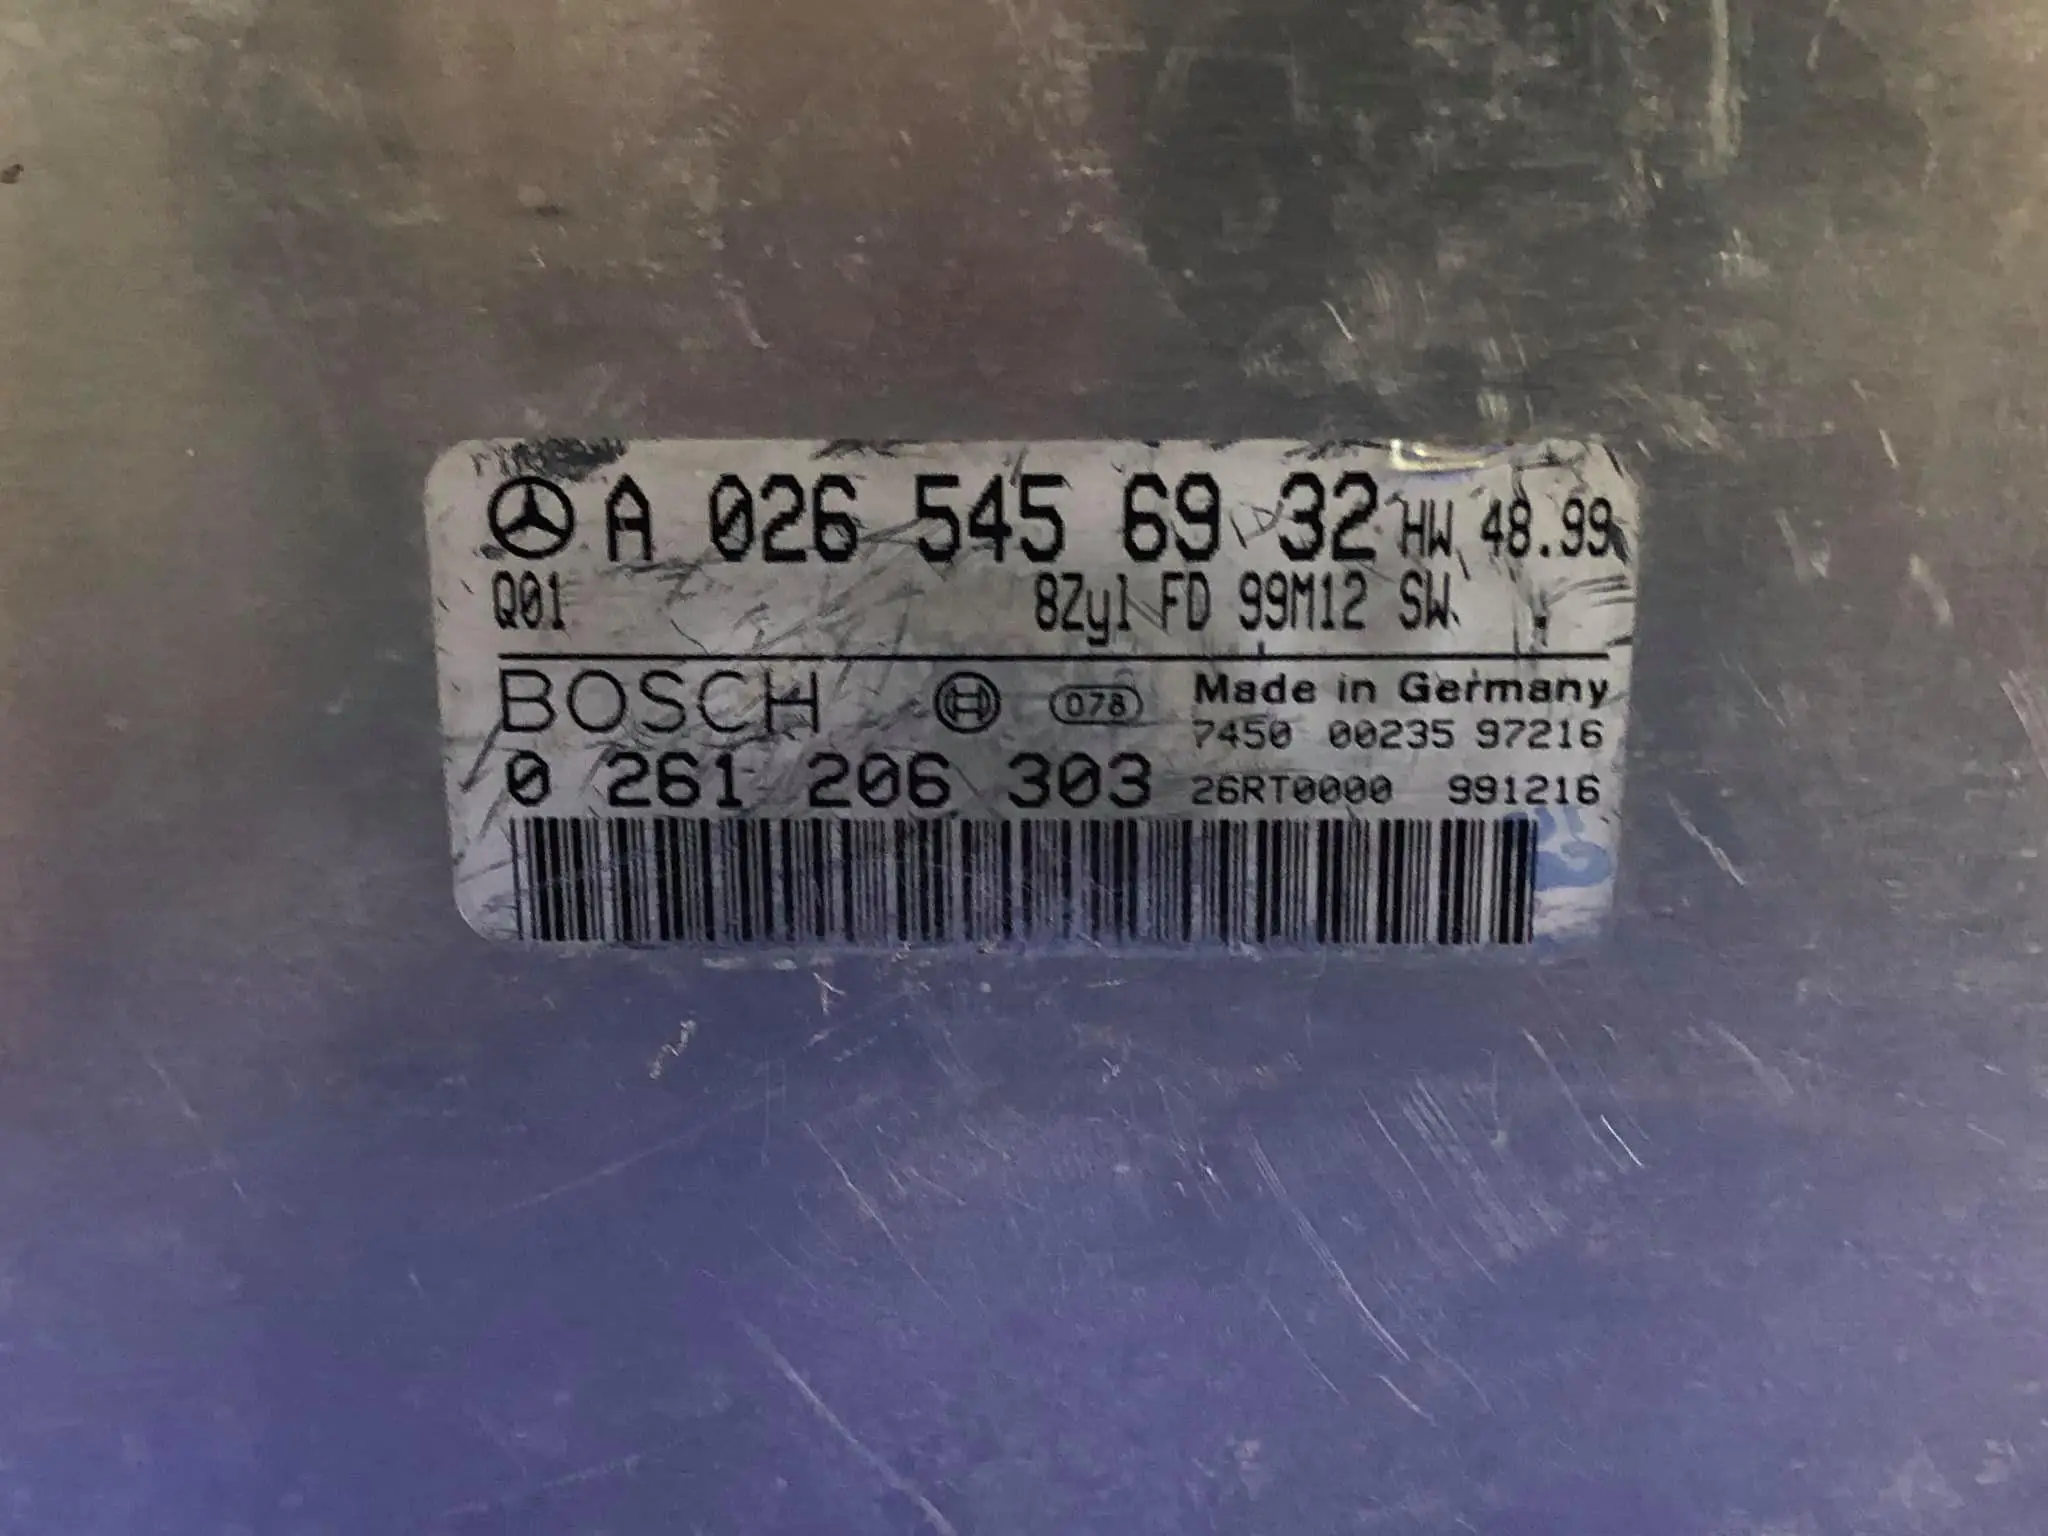 A 026 545 69 32 HW 48.99
Q01 8Zyl FD 99M12 SW
BOSCH 078 Made in Germany
7450 00235 97216
0 261 206 303 26RT0000 991216